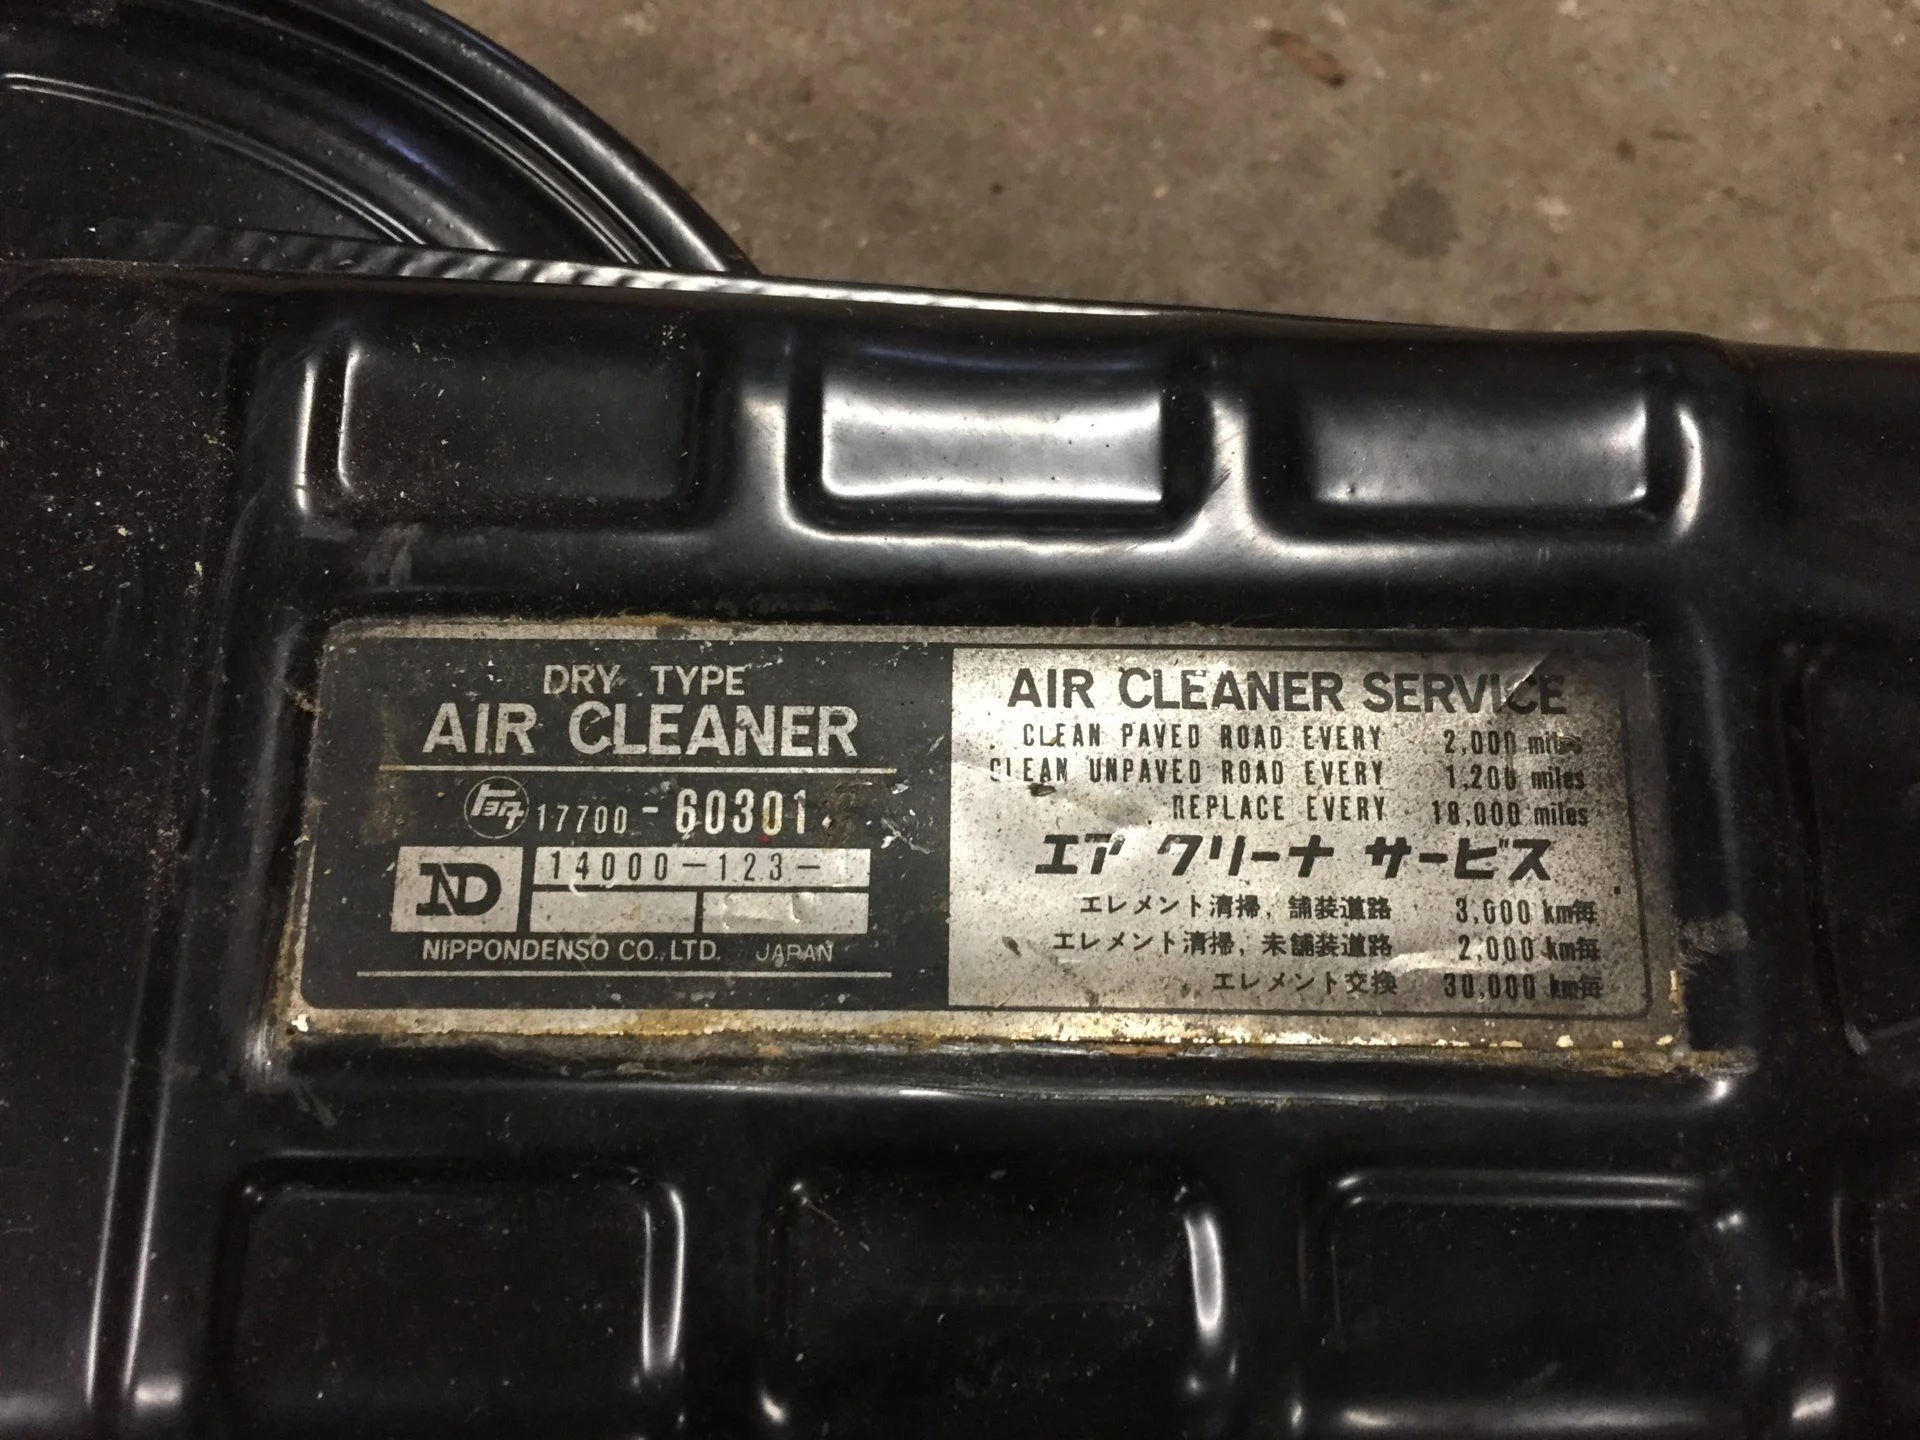 DRY TYPE
AIR CLEANER
トヨタ 17700-60301
14000-123-
ND
NIPPONDENSO CO., LTD. JAPAN
AIR CLEANER SERVICE
CLEAN PAVED ROAD EVERY 2,000 miles
CLEAN UNPAVED ROAD EVERY 1,200 miles
REPLACE EVERY 18,000 miles
エア クリーナ サービス
エレメント清掃,舗装道路 3,000 km毎
エレメント清掃,未舗装道路 2,000 km毎
エレメント交換 30,000 km毎